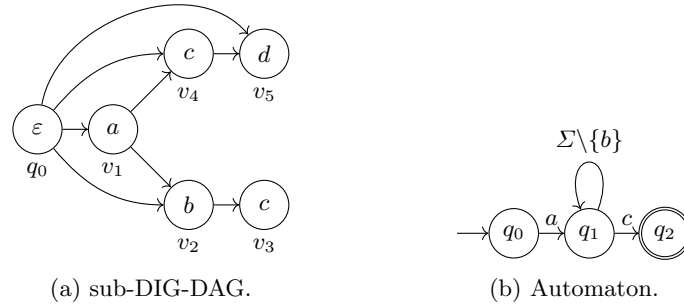 c
d
v₄
v₅
ε
a
q₀
v₁
b
c
v₂
v₃
(a) sub-DIG-DAG.
Σ\{b}
q₀
a
q₁
c
q₂
(b) Automaton.